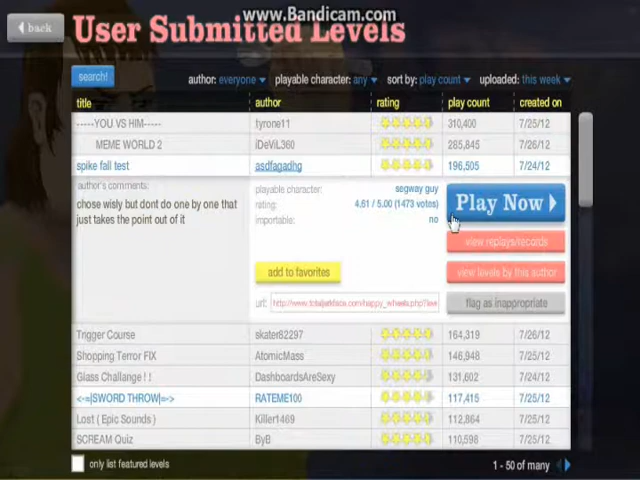 www.Bandicam.com
back
User Submitted Levels
search! author: everyone playable character: any sort by: play count uploaded: this week
title author rating play count created on
-----YOU VS HIM----- tyrone11 310,400 7/25/12
MEME WORLD 2 iDeViL360 285,845 7/26/12
spike fall test asdfagadhg 196,505 7/24/12
author's comments:
chose wisly but dont do one by one that
just takes the point out of it
playable character: segway guy
rating: 4.61 / 5.00 (1473 votes)
importable: no
Play Now
view replays/records
add to favorites
view levels by this author
url:
flag as inappropriate
Trigger Course skater82297 164,319 7/26/12
Shopping Terror FIX AtomicMass 146,948 7/25/12
Glass Challange ! ! DashboardsAreSexy 131,602 7/24/12
<-=|SWORD THROW|=-> RATEME100 117,415 7/25/12
Lost ( Epic Sounds ) Killer1469 112,864 7/25/12
SCREAM Quiz ByB 110,598 7/25/12
only list featured levels 1 - 50 of many